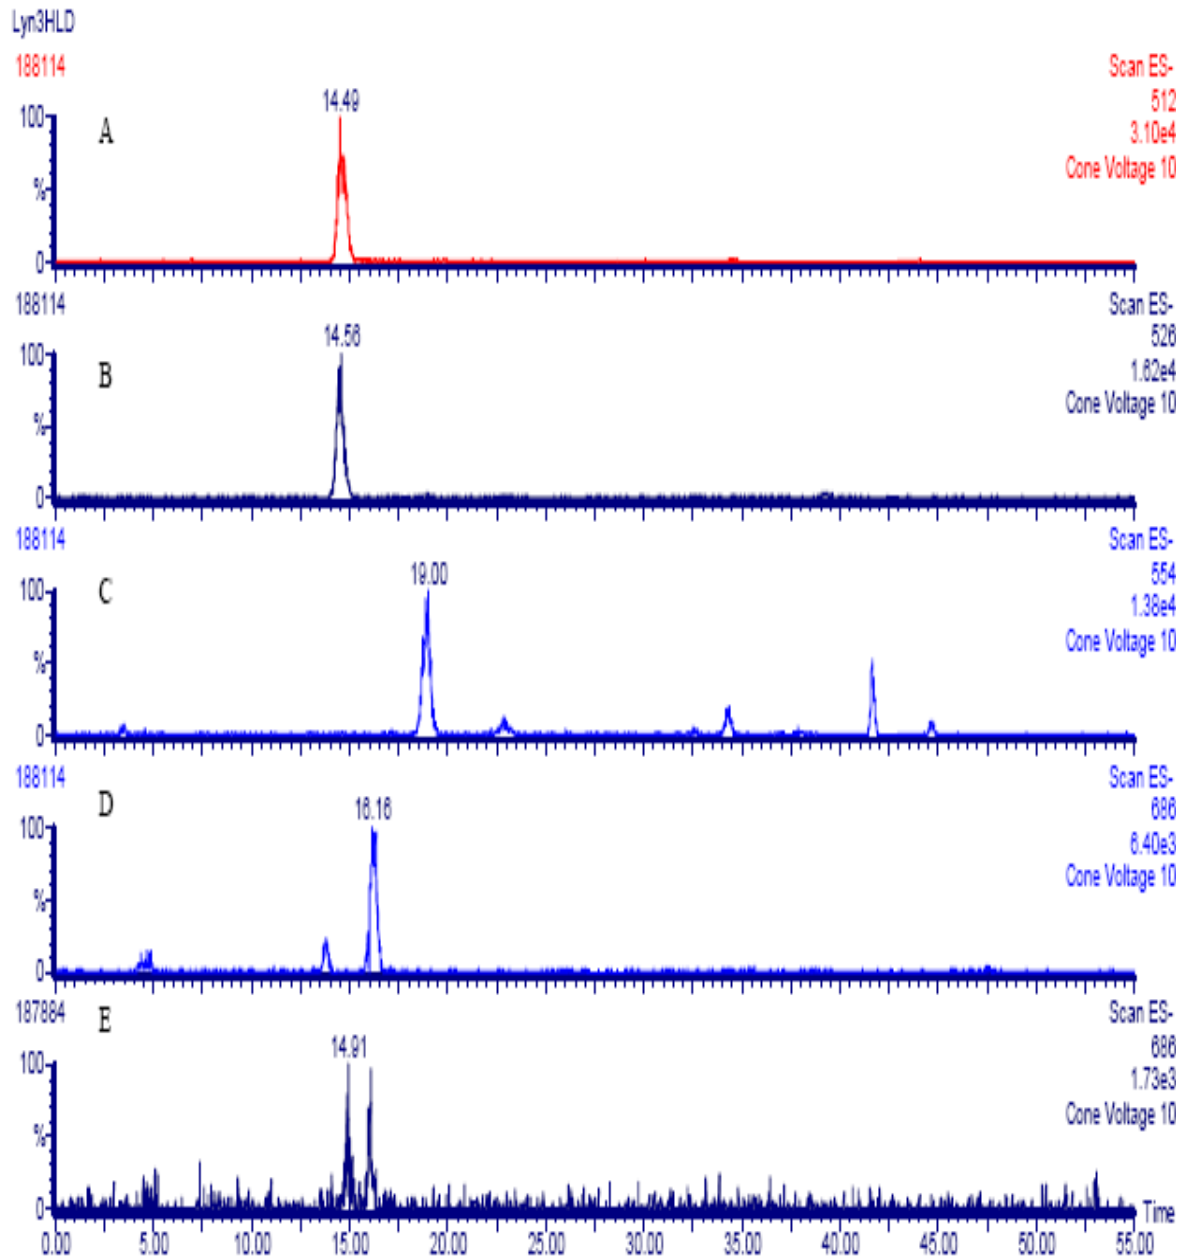 Lyn3HLD
188114
Scan ES-
512
3.10e4
Cone Voltage 10
14.49
100
A
%
0
188114
Scan ES-
526
1.62e4
Cone Voltage 10
14.56
100
B
%
0
188114
Scan ES-
554
1.38e4
Cone Voltage 10
19.00
100
C
%
0
188114
Scan ES-
686
6.40e3
Cone Voltage 10
D
16.16
100
%
0
187884
Scan ES-
686
1.73e3
Cone Voltage 10
E
14.91
100
%
0
Time
0.00 5.00 10.00 15.00 20.00 25.00 30.00 35.00 40.00 45.00 50.00 55.00